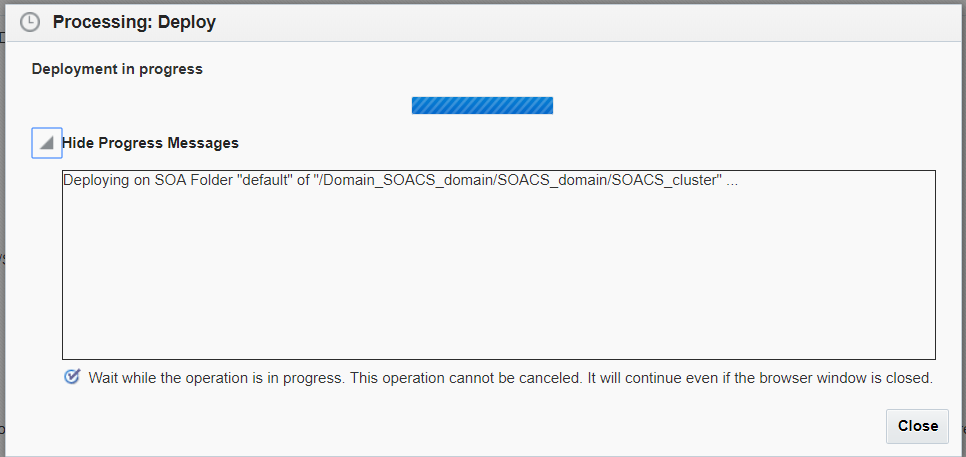 Processing: Deploy
Deployment in progress
Hide Progress Messages
Deploying on SOA Folder "default" of "/Domain_SOACS_domain/SOACS_domain/SOACS_cluster" ...
Wait while the operation is in progress. This operation cannot be canceled. It will continue even if the browser window is closed.
Close